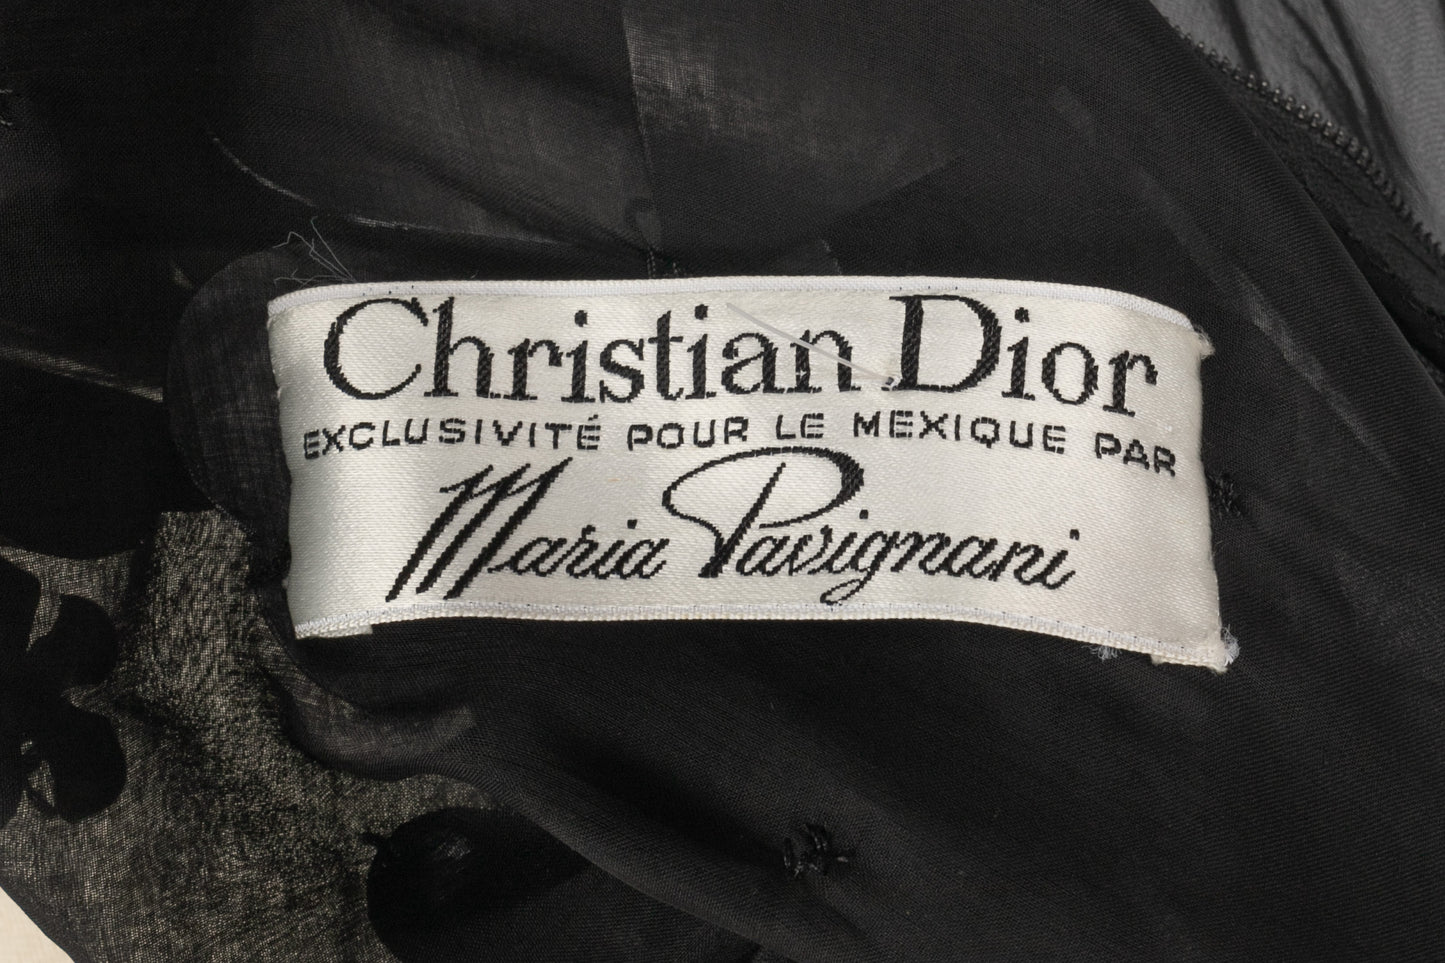 Christian Dior
EXCLUSIVITÉ POUR LE MEXIQUE PAR
Maria Pavignani